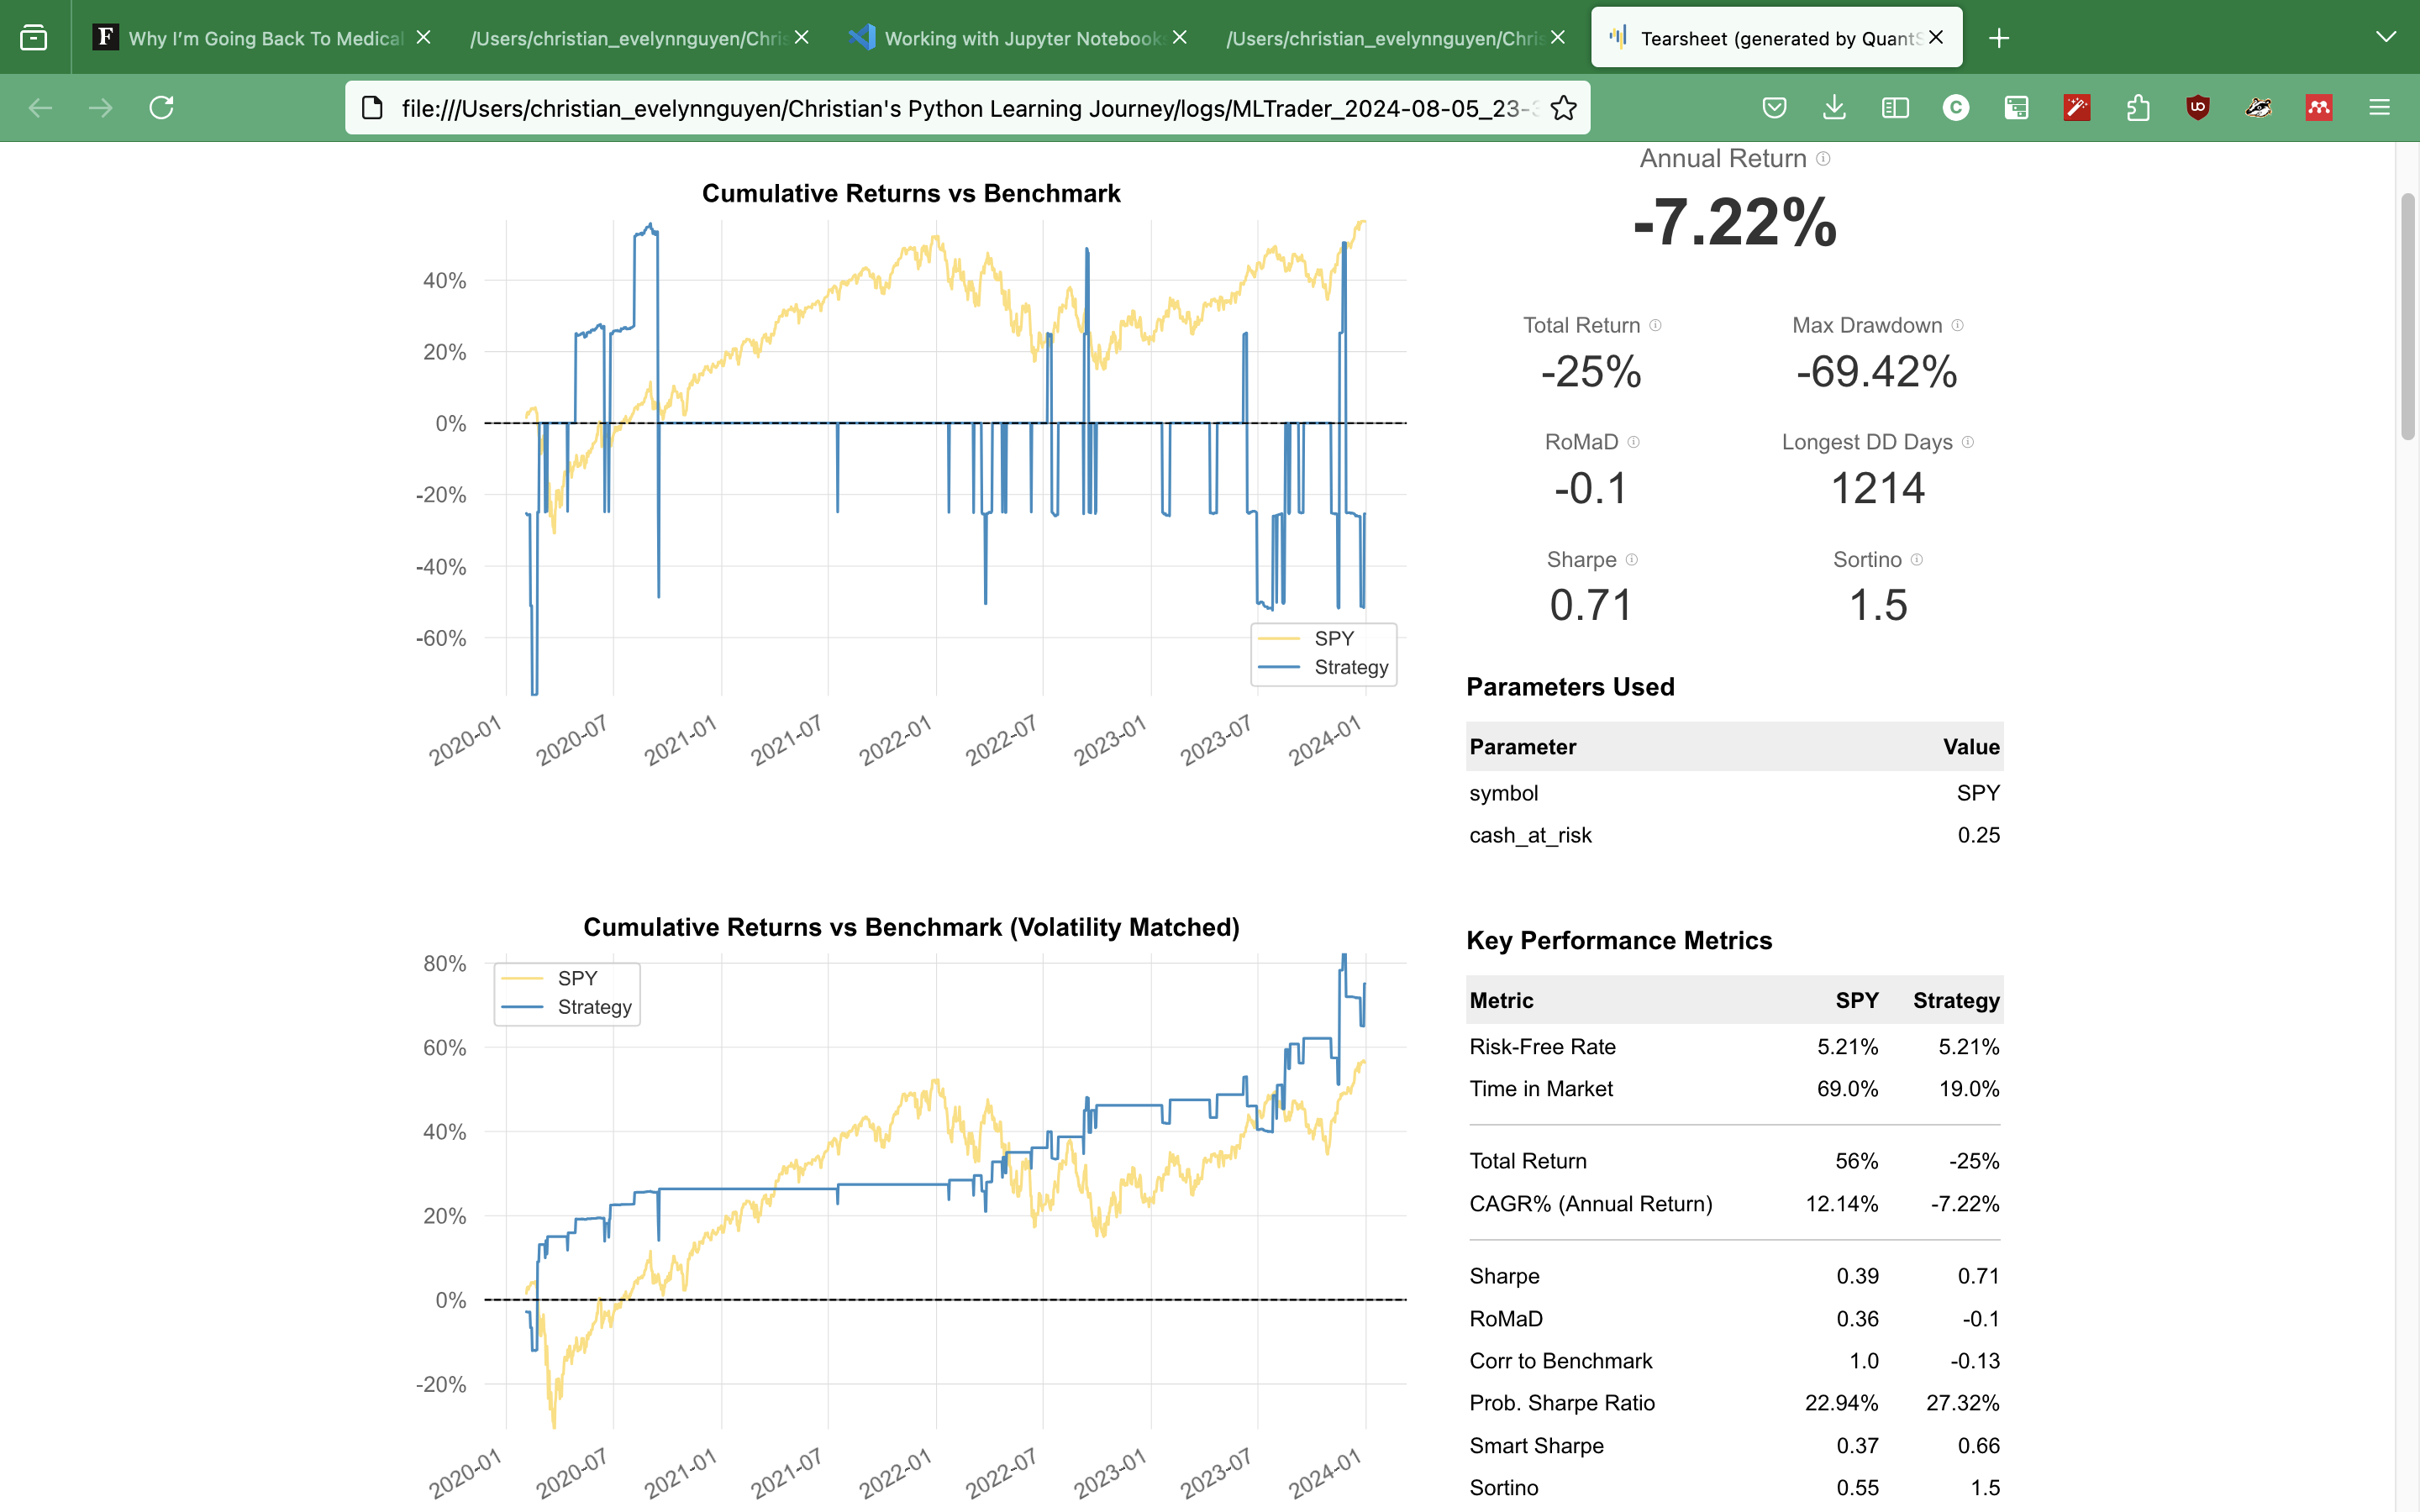 Why I'm Going Back To Medical
/Users/christian_evelynnguyen/Chris
Working with Jupyter Notebooks
/Users/christian_evelynnguyen/Chris
Tearsheet (generated by QuantS
file:///Users/christian_evelynnguyen/Christian's Python Learning Journey/logs/MLTrader_2024-08-05_23-3
Cumulative Returns vs Benchmark
40%
20%
0%
-20%
-40%
-60%
SPY
Strategy
2020-01
2020-07
2021-01
2021-07
2022-01
2022-07
2023-01
2023-07
2024-01
Cumulative Returns vs Benchmark (Volatility Matched)
80%
60%
40%
20%
0%
-20%
SPY
Strategy
2020-01
2020-07
2021-01
2021-07
2022-01
2022-07
2023-01
2023-07
2024-01
Annual Return
-7.22%
Total Return Max Drawdown
-25% -69.42%
RoMaD Longest DD Days
-0.1 1214
Sharpe Sortino
0.71 1.5
Parameters Used
Parameter Value
symbol SPY
cash_at_risk 0.25
Key Performance Metrics
Metric SPY Strategy
Risk-Free Rate 5.21% 5.21%
Time in Market 69.0% 19.0%
Total Return 56% -25%
CAGR% (Annual Return) 12.14% -7.22%
Sharpe 0.39 0.71
RoMaD 0.36 -0.1
Corr to Benchmark 1.0 -0.13
Prob. Sharpe Ratio 22.94% 27.32%
Smart Sharpe 0.37 0.66
Sortino 0.55 1.5